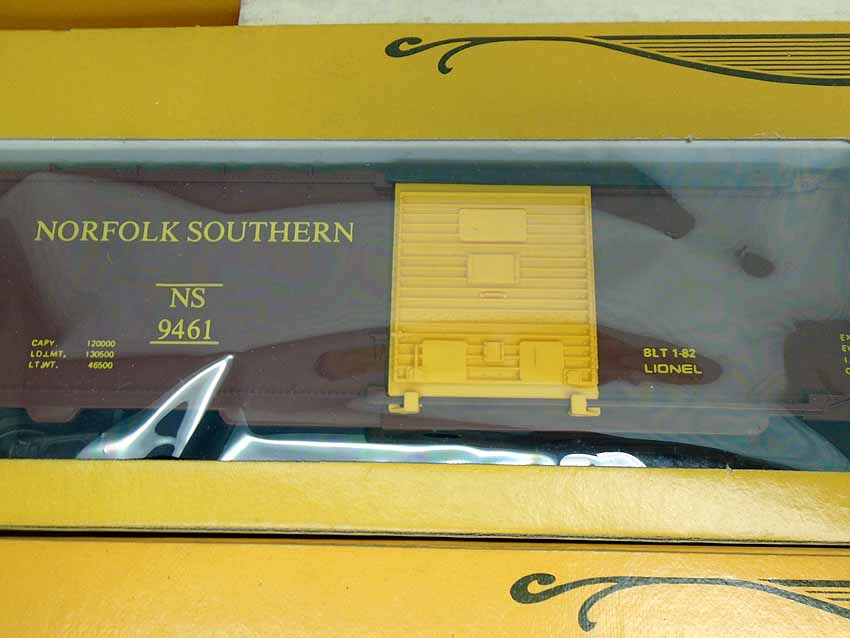 NORFOLK SOUTHERN
NS
9461
CAPY. 120000
LD.LMT. 130500
LT.WT. 46500
BLT 1-82
LIONEL